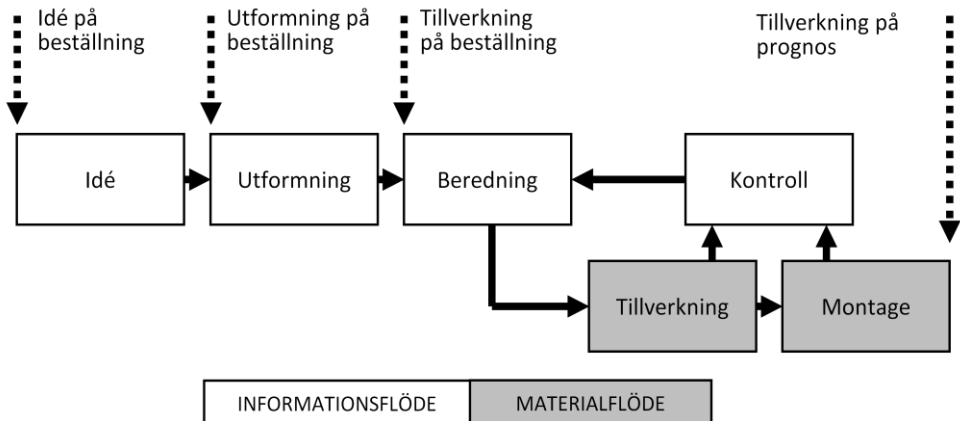 Idé på
beställning
Utformning på
beställning
Tillverkning
på beställning
Tillverkning på
prognos
Idé
Utformning
Beredning
Kontroll
Tillverkning
Montage
INFORMATIONSFLÖDE
MATERIALFLÖDE